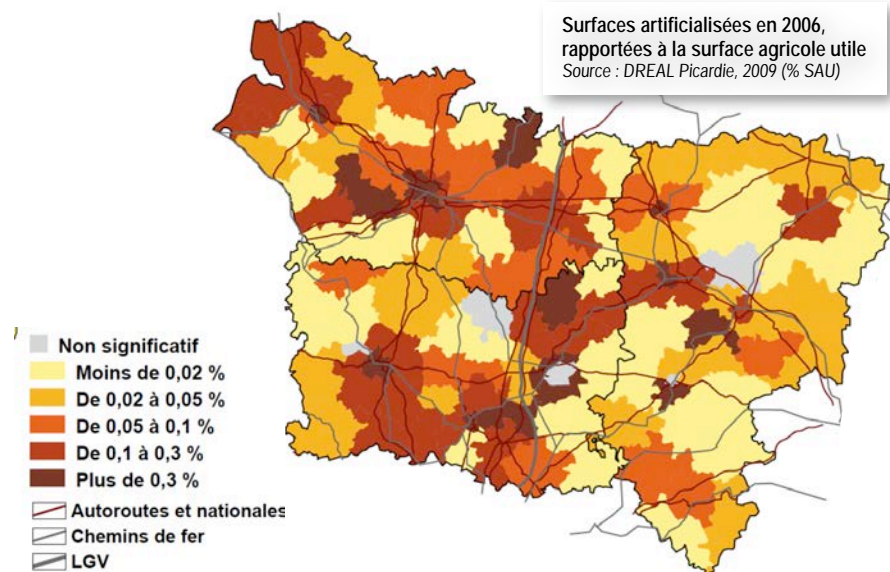 Surfaces artificialisées en 2006,
rapportées à la surface agricole utile
Source : DREAL Picardie, 2009 (% SAU)
Non significatif
Moins de 0,02 %
De 0,02 à 0,05 %
De 0,05 à 0,1 %
De 0,1 à 0,3 %
Plus de 0,3 %
Autoroutes et nationales
Chemins de fer
LGV